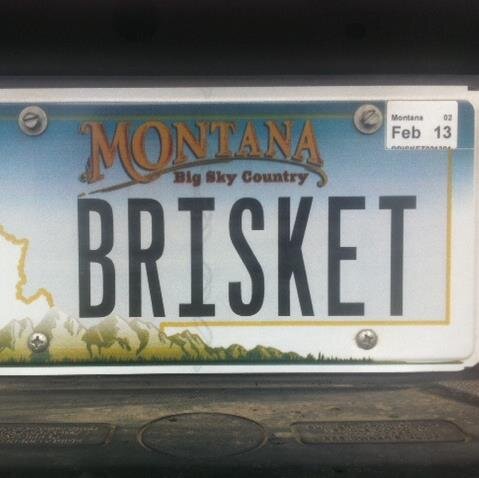 MONTANA
Big Sky Country
Montana 02
Feb 13
BRISKET